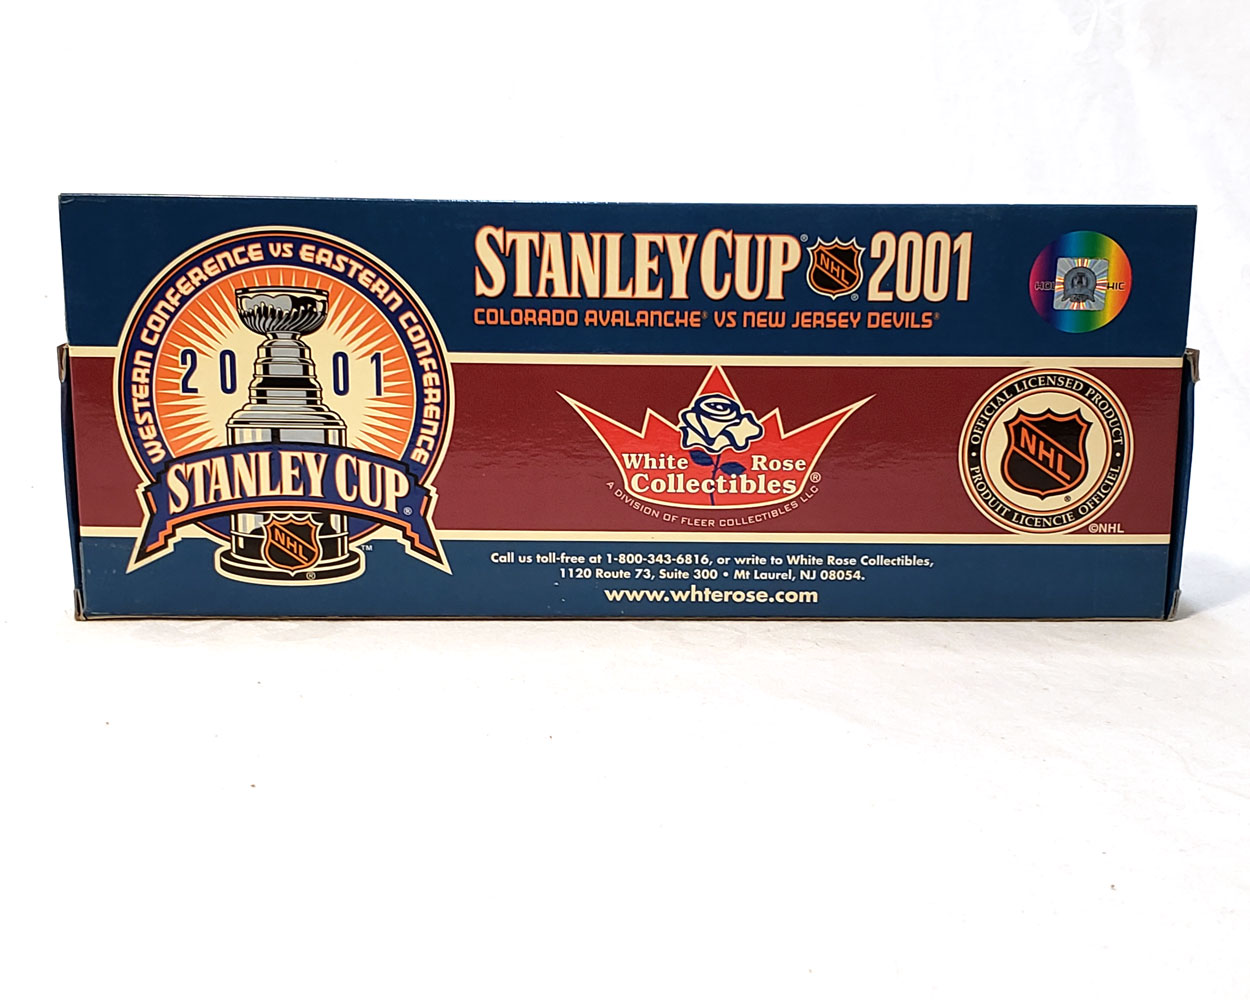 WESTERN CONFERENCE VS EASTERN CONFERENCE
2001
STANLEY CUP®
NHL
®
™
STANLEY CUP® NHL® 2001
COLORADO AVALANCHE® VS NEW JERSEY DEVILS®
White Rose
Collectibles®
A DIVISION OF FLEER COLLECTIBLES LLC
OFFICIAL LICENSED PRODUCT
NHL®
PRODUIT LICENCIE OFFICIEL
©NHL
Call us toll-free at 1-800-343-6816, or write to White Rose Collectibles,
1120 Route 73, Suite 300 • Mt Laurel, NJ 08054.
www.whterose.com